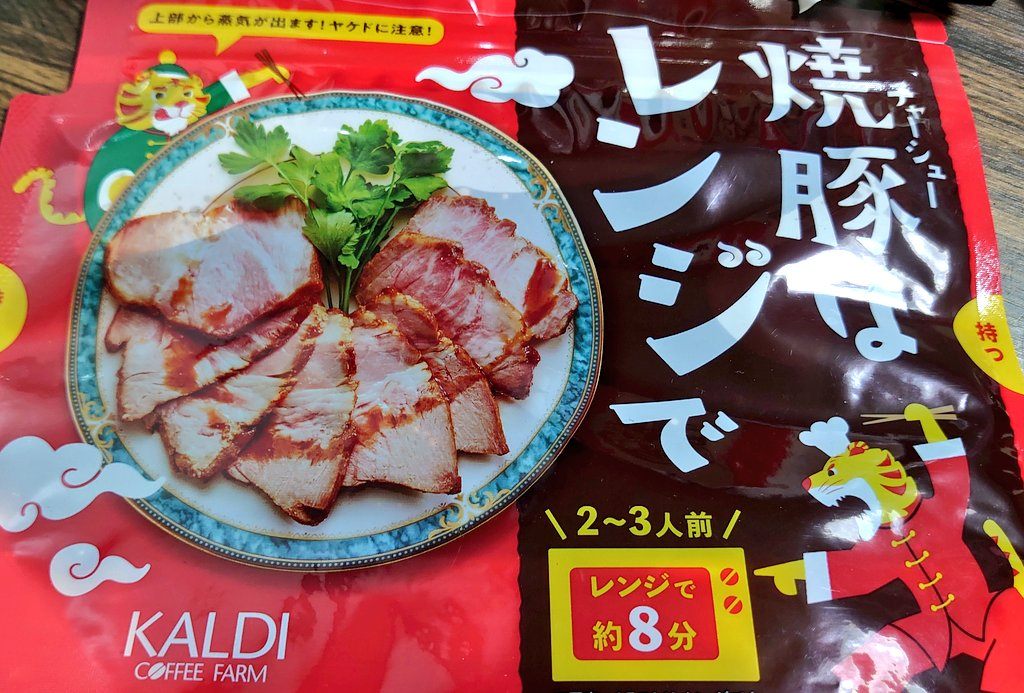 上部から蒸気が出ます!ヤケドに注意!
焼豚は
チャーシュー
レンジで
持つ
\ 2~3人前 /
レンジで
約8分
KALDI
COFFEE FARM